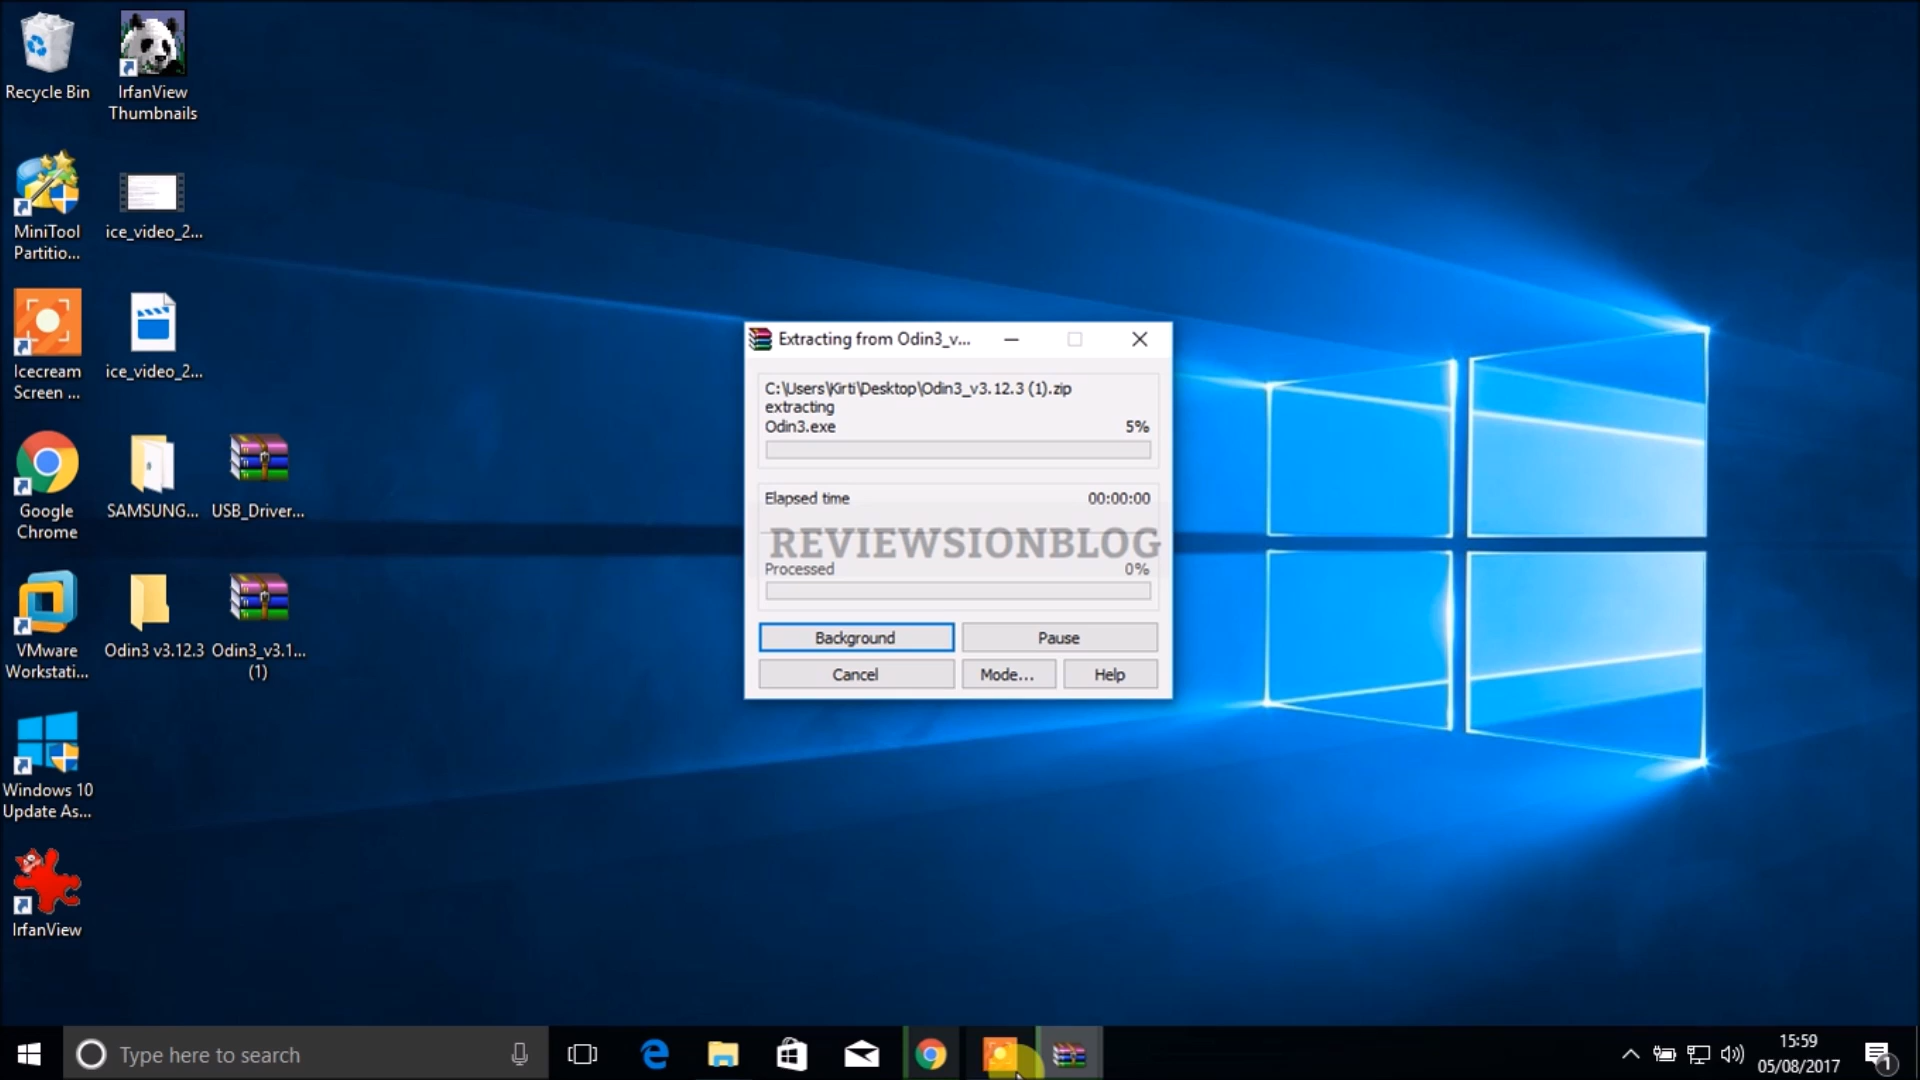 Recycle Bin
IrfanView
Thumbnails
MiniTool
Partitio...
ice_video_2...
Icecream
Screen ...
ice_video_2...
Google
Chrome
SAMSUNG...
USB_Driver...
VMware
Workstati...
Odin3 v3.12.3
Odin3_v3.1...
(1)
Windows 10
Update As...
IrfanView
Extracting from Odin3_v...
C:\Users\Kirti\Desktop\Odin3_v3.12.3 (1).zip
extracting
Odin3.exe 5%
Elapsed time 00:00:00
REVIEWSIONBLOG
Processed 0%
Background Pause
Cancel Mode... Help
Type here to search
15:59
05/08/2017
1